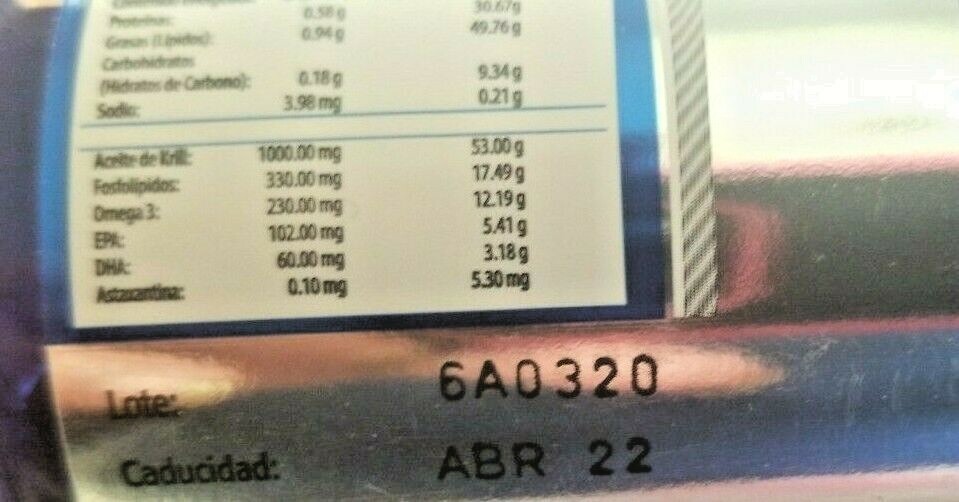 0.58 g 30.67g
Proteínas:
Grasas (Lípidos): 0.94 g 49.76 g
Carbohidratos
(Hidratos de Carbono): 0.18 g 9.34 g
Sodio: 3.98 mg 0.21 g
Aceite de Krill: 1000.00 mg 53.00 g
Fosfolípidos: 330.00 mg 17.49 g
Omega 3: 230.00 mg 12.19 g
EPA: 102.00 mg 5.41 g
DHA: 60.00 mg 3.18 g
Astaxantina: 0.10 mg 5.30 mg
Lote: 6A0320
Caducidad: ABR 22